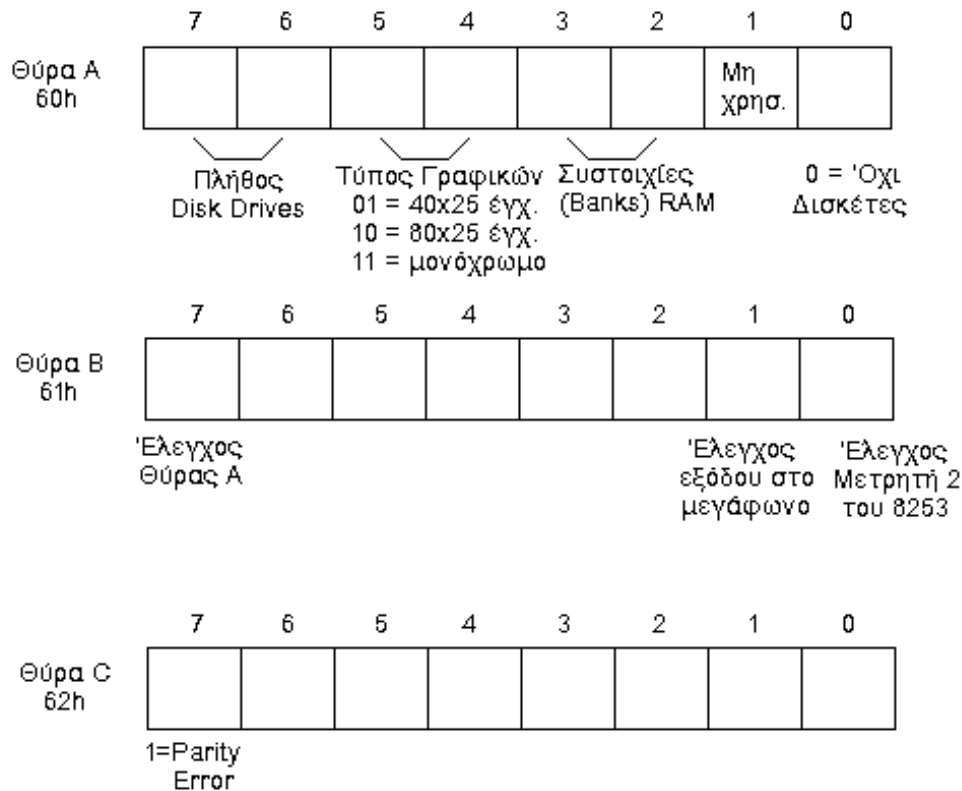 7 6 5 4 3 2 1 0
Θύρα A
60h
Μη
χρησ.
Πλήθος
Disk Drives
Τύπος Γραφικών
01 = 40x25 έγχ.
10 = 80x25 έγχ.
11 = μονόχρωμο
Συστοιχίες
(Banks) RAM
0 = 'Οχι
Δισκέτες
7 6 5 4 3 2 1 0
Θύρα B
61h
'Ελεγχος
Θύρας A
'Ελεγχος
εξόδου στο
μεγάφωνο
'Ελεγχος
Μετρητή 2
του 8253
7 6 5 4 3 2 1 0
Θύρα C
62h
1=Parity
Error